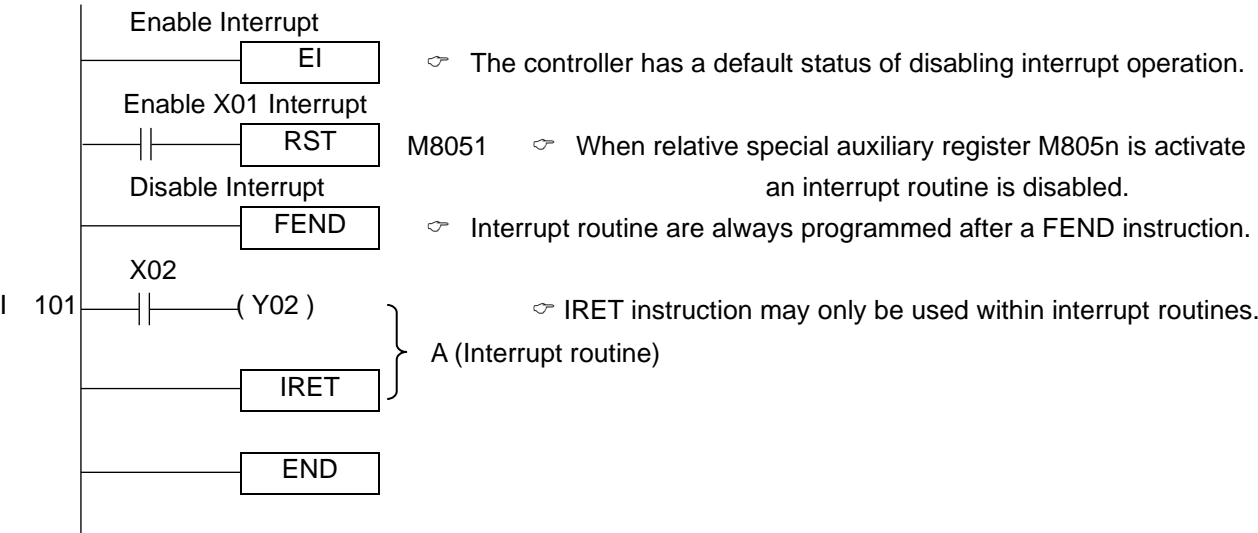 Enable Interrupt
EI ☞ The controller has a default status of disabling interrupt operation.
Enable X01 Interrupt
RST M8051 ☞ When relative special auxiliary register M805n is activate
an interrupt routine is disabled.
Disable Interrupt
FEND ☞ Interrupt routine are always programmed after a FEND instruction.
X02
I 101 ( Y02 ) ☞ IRET instruction may only be used within interrupt routines.
A (Interrupt routine)
IRET
END